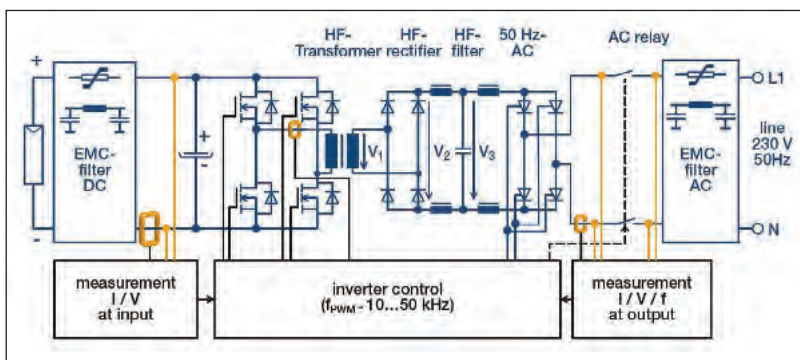 HF- HF- HF- 50 Hz- AC relay
Transformer rectifier filter AC
+
-
EMC-
filter
DC
+
-
V1
V2
V3
EMC-
filter
AC
L1
line
230 V
50Hz
N
measurement
I / V
at input
inverter control
(fPWM - 10...50 kHz)
measurement
I / V / f
at output